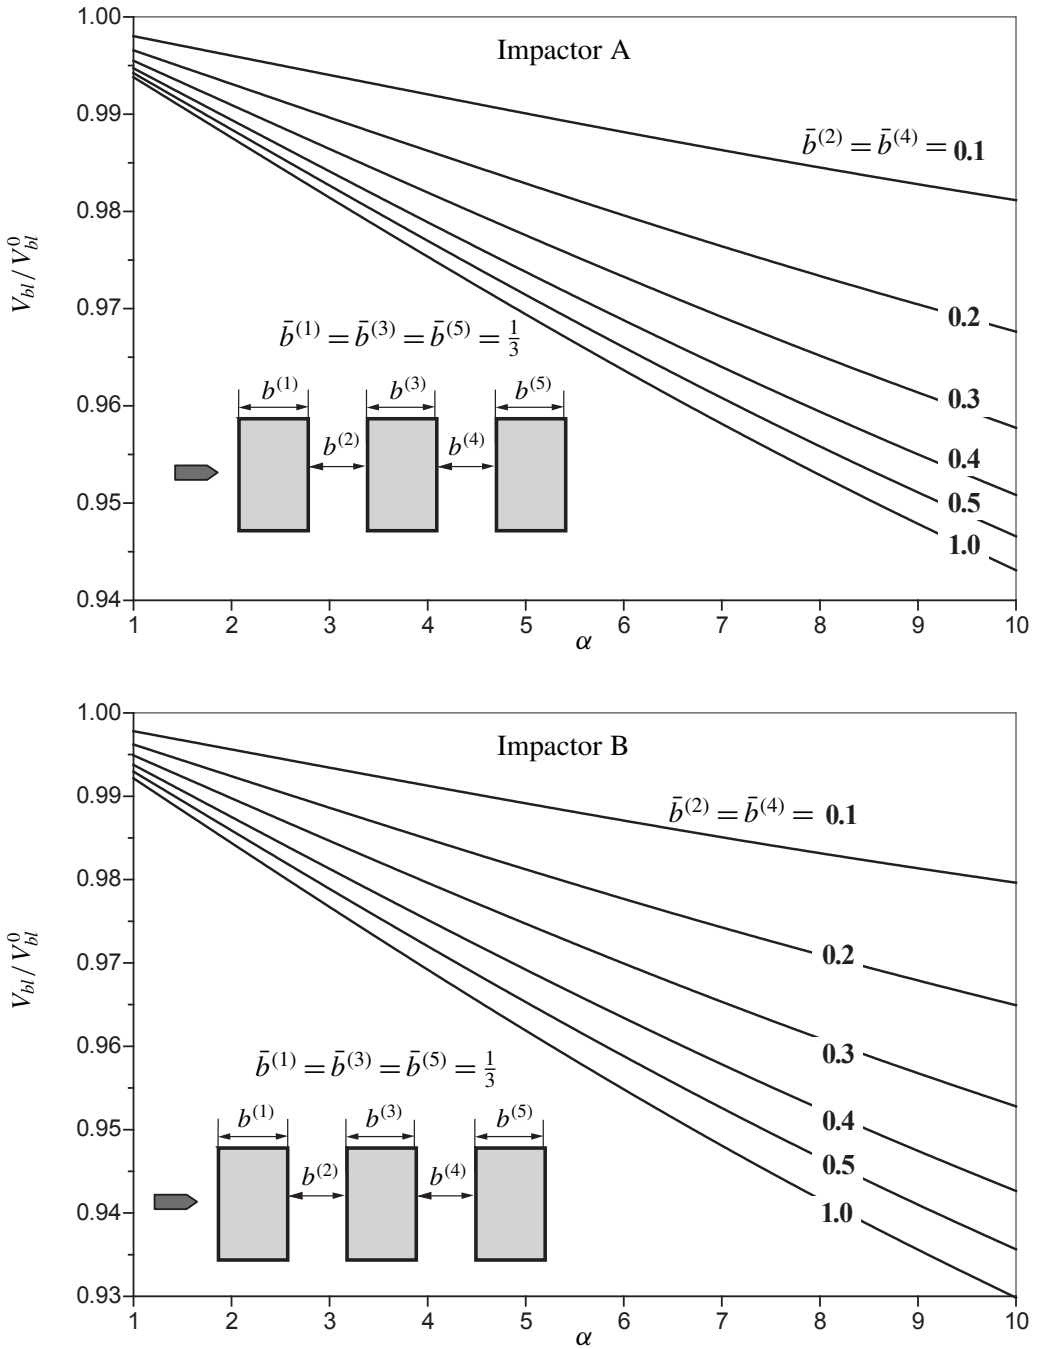 1.00
Impactor A
0.99
b̄⁽²⁾ = b̄⁽⁴⁾ = 0.1
0.98
V_bl / V_bl^0
0.97
0.2
b̄⁽¹⁾ = b̄⁽³⁾ = b̄⁽⁵⁾ = 1/3
b⁽¹⁾ b⁽³⁾ b⁽⁵⁾
0.96
0.3
b⁽²⁾ b⁽⁴⁾
0.4
0.95
0.5
1.0
0.94
1 2 3 4 5 6 7 8 9 10
α
1.00
Impactor B
0.99
b̄⁽²⁾ = b̄⁽⁴⁾ = 0.1
0.98
V_bl / V_bl^0
0.97
0.2
0.96
0.3
b̄⁽¹⁾ = b̄⁽³⁾ = b̄⁽⁵⁾ = 1/3
b⁽¹⁾ b⁽³⁾ b⁽⁵⁾
0.4
0.95
0.5
b⁽²⁾ b⁽⁴⁾
0.94
1.0
0.93
1 2 3 4 5 6 7 8 9 10
α